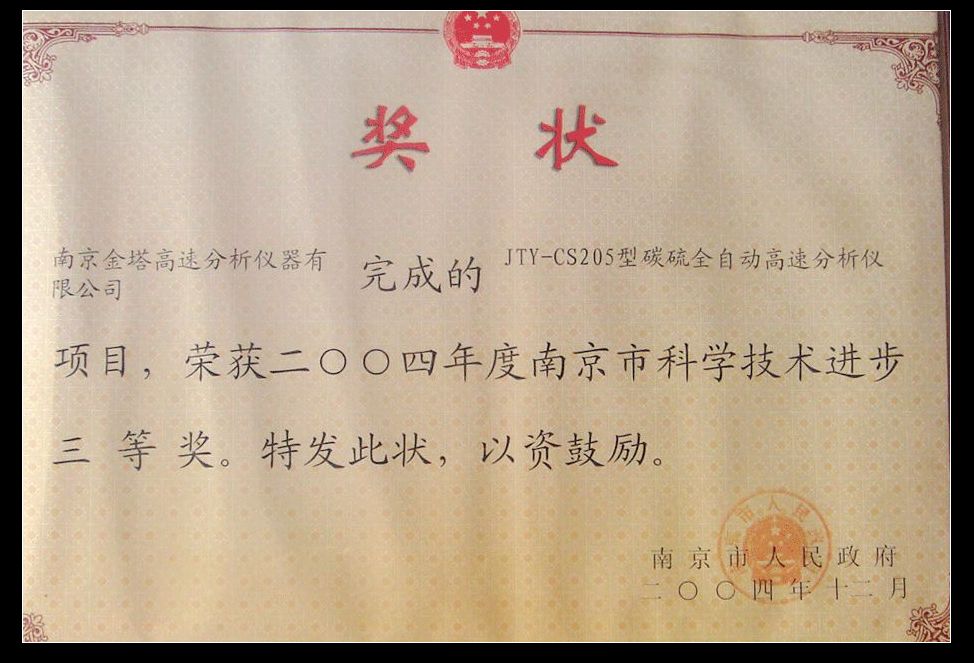 奖状
南京金塔高速分析仪器有
限公司
完成的
JTY-CS205型碳硫全自动高速分析仪
项目，荣获二〇〇四年度南京市科学技术进步
三等奖。特发此状，以资鼓励。
南京市人民政府
二〇〇四年十二月